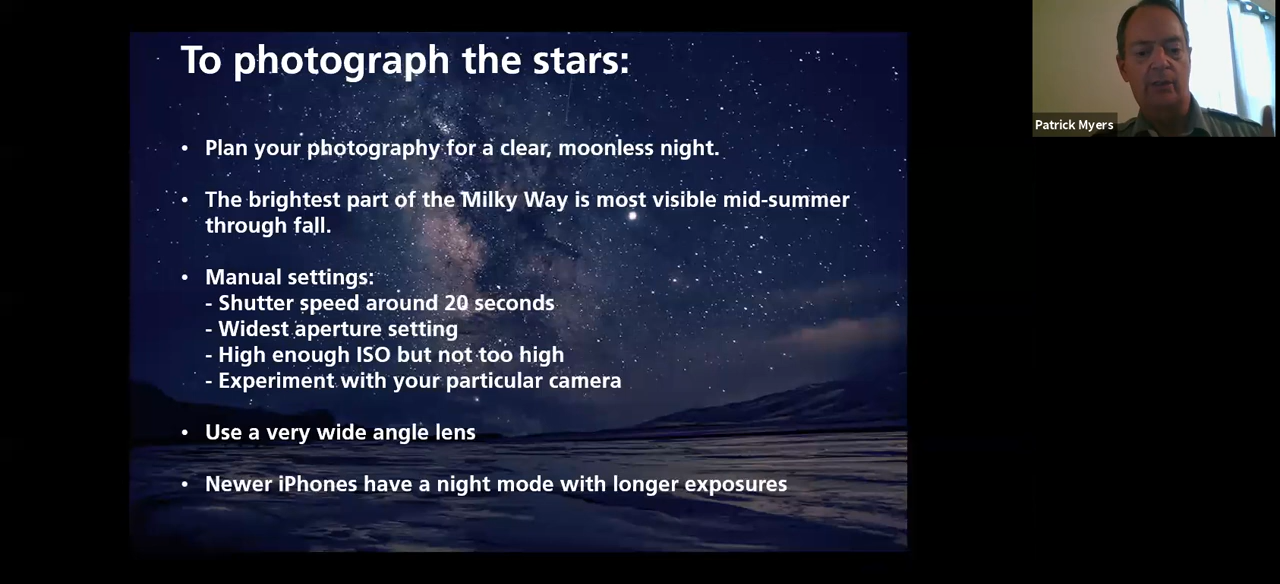 To photograph the stars:
• Plan your photography for a clear, moonless night.
• The brightest part of the Milky Way is most visible mid-summer
through fall.
• Manual settings:
- Shutter speed around 20 seconds
- Widest aperture setting
- High enough ISO but not too high
- Experiment with your particular camera
• Use a very wide angle lens
• Newer iPhones have a night mode with longer exposures
Patrick Myers